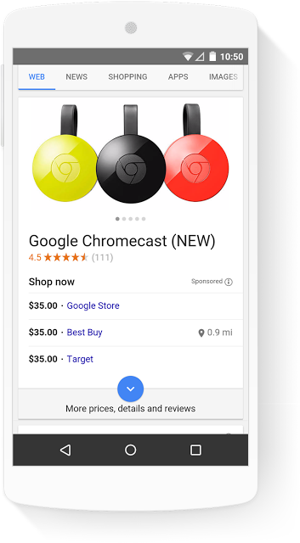 10:50
WEB NEWS SHOPPING APPS IMAGES
Google Chromecast (NEW)
4.5 (111)
Shop now Sponsored
$35.00 · Google Store
$35.00 · Best Buy 0.9 mi
$35.00 · Target
More prices, details and reviews